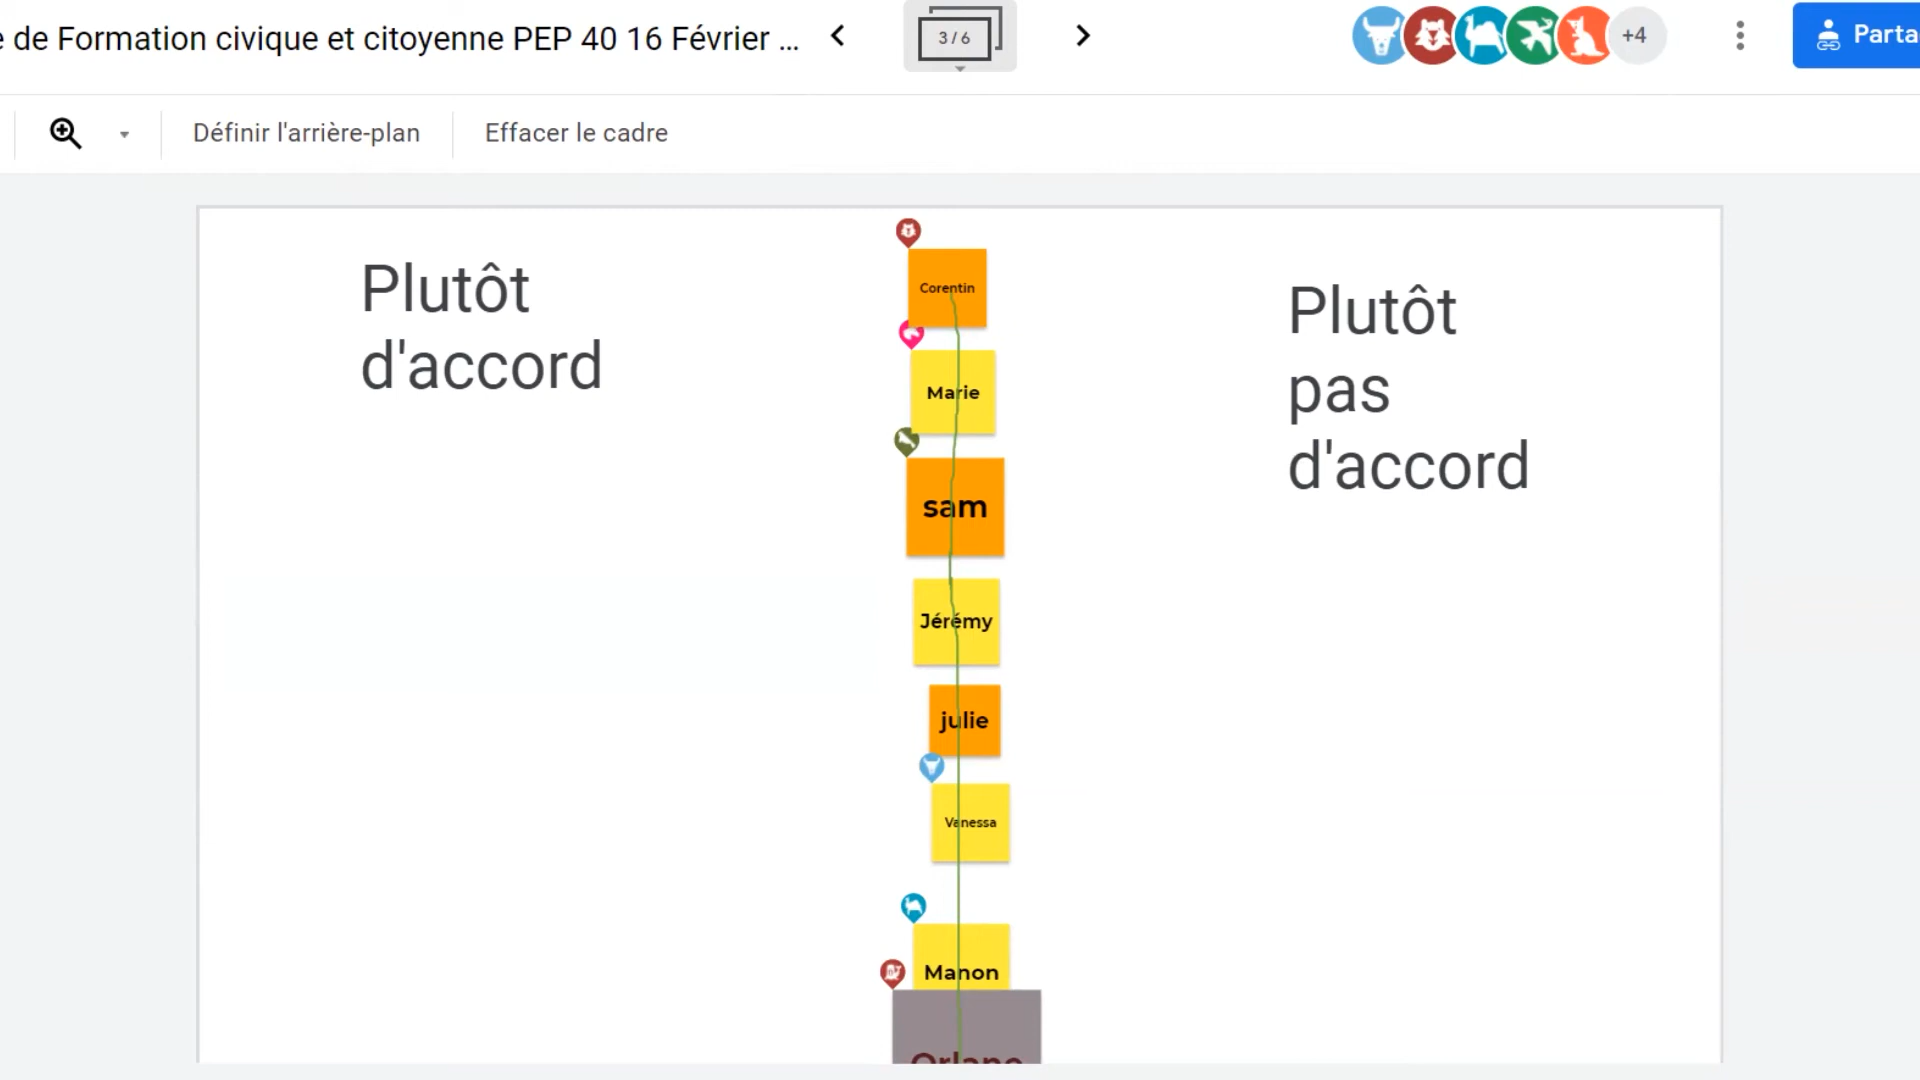 e de Formation civique et citoyenne PEP 40 16 Février ...
3 / 6
+4
Parta
Définir l'arrière-plan
Effacer le cadre
Plutôt
d'accord
Plutôt
pas
d'accord
Corentin
Marie
sam
Jérémy
julie
Vanessa
Manon